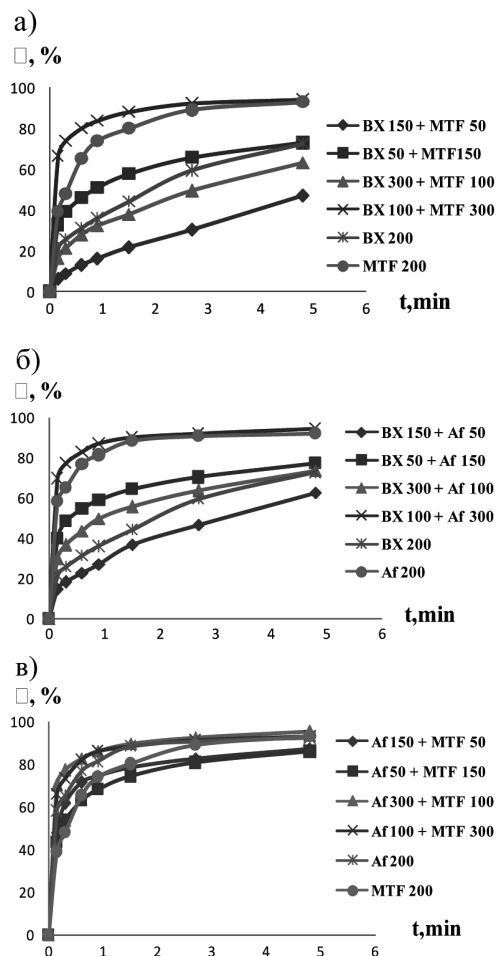 а)
□, %
100
80
60
40
20
0
0 1 2 3 4 5 6
t,min
BX 150 + MTF 50
BX 50 + MTF150
BX 300 + MTF 100
BX 100 + MTF 300
BX 200
MTF 200
б)
□, %
100
80
60
40
20
0
0 1 2 3 4 5 6
t,min
BX 150 + Af 50
BX 50 + Af 150
BX 300 + Af 100
BX 100 + Af 300
BX 200
Af 200
в)
□, %
100
80
60
40
20
0
0 1 2 3 4 5 6
t,min
Af 150 + MTF 50
Af 50 + MTF 150
Af 300 + MTF 100
Af 100 + MTF 300
Af 200
MTF 200